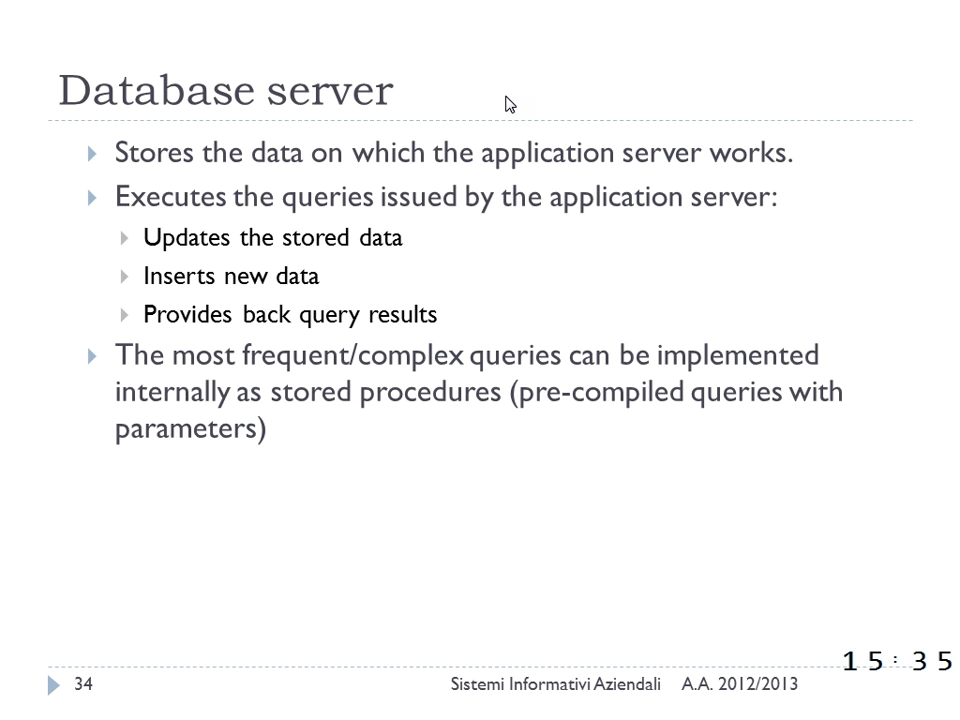 Database server
Stores the data on which the application server works.
Executes the queries issued by the application server:
Updates the stored data
Inserts new data
Provides back query results
The most frequent/complex queries can be implemented
internally as stored procedures (pre-compiled queries with
parameters)
15:35
34 Sistemi Informativi Aziendali A.A. 2012/2013